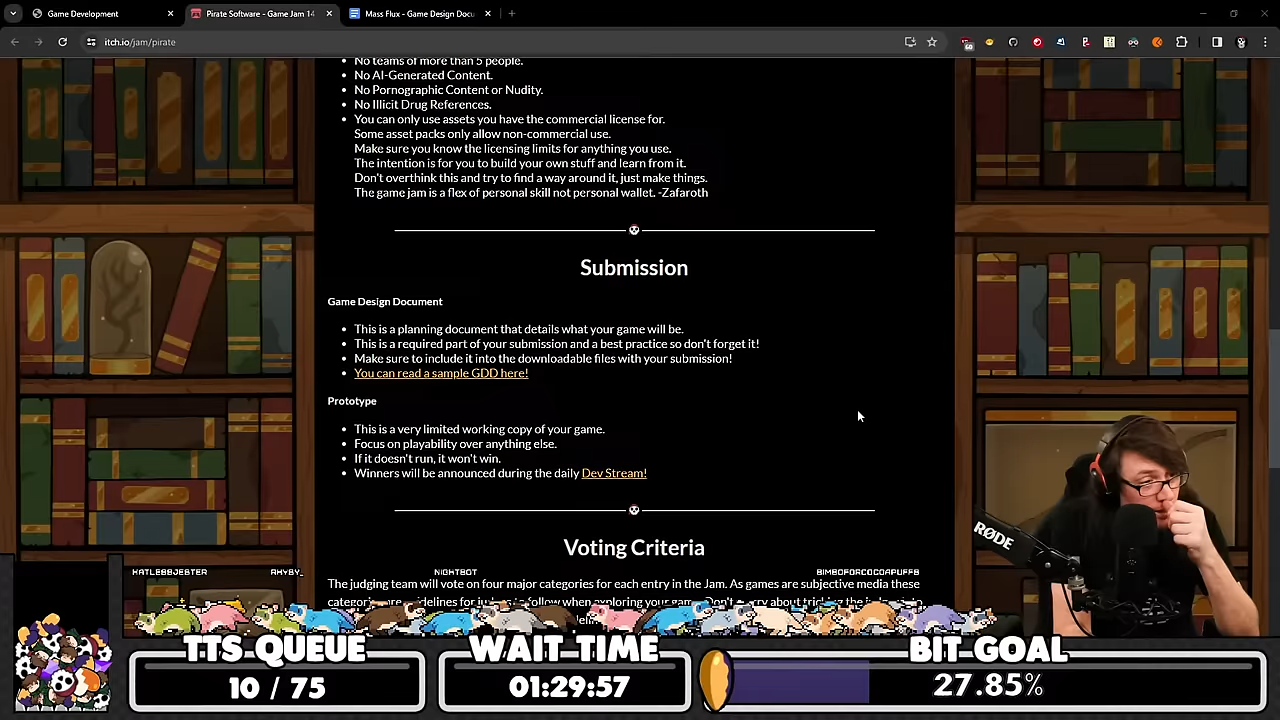 Game Development
Pirate Software - Game Jam 14
Mass Flux - Game Design Docu
itch.io/jam/pirate
No teams of more than 5 people.
No AI-Generated Content.
No Pornographic Content or Nudity.
No Illicit Drug References.
You can only use assets you have the commercial license for.
Some asset packs only allow non-commercial use.
Make sure you know the licensing limits for anything you use.
The intention is for you to build your own stuff and learn from it.
Don't overthink this and try to find a way around it, just make things.
The game jam is a flex of personal skill not personal wallet. -Zafaroth
Submission
Game Design Document
This is a planning document that details what your game will be.
This is a required part of your submission and a best practice so don't forget it!
Make sure to include it into the downloadable files with your submission!
You can read a sample GDD here!
Prototype
This is a very limited working copy of your game.
Focus on playability over anything else.
If it doesn't run, it won't win.
Winners will be announced during the daily Dev Stream!
RØDE
Voting Criteria
KATLESSJESTER
AHYBY_
NIGHTBOT
BIMBOFORCOCOAPUFFS
The judging team will vote on four major categories for each entry in the Jam. As games are subjective media these
TTS QUEUE
WAIT TIME
BIT GOAL
10 / 75
01:29:57
27.85%